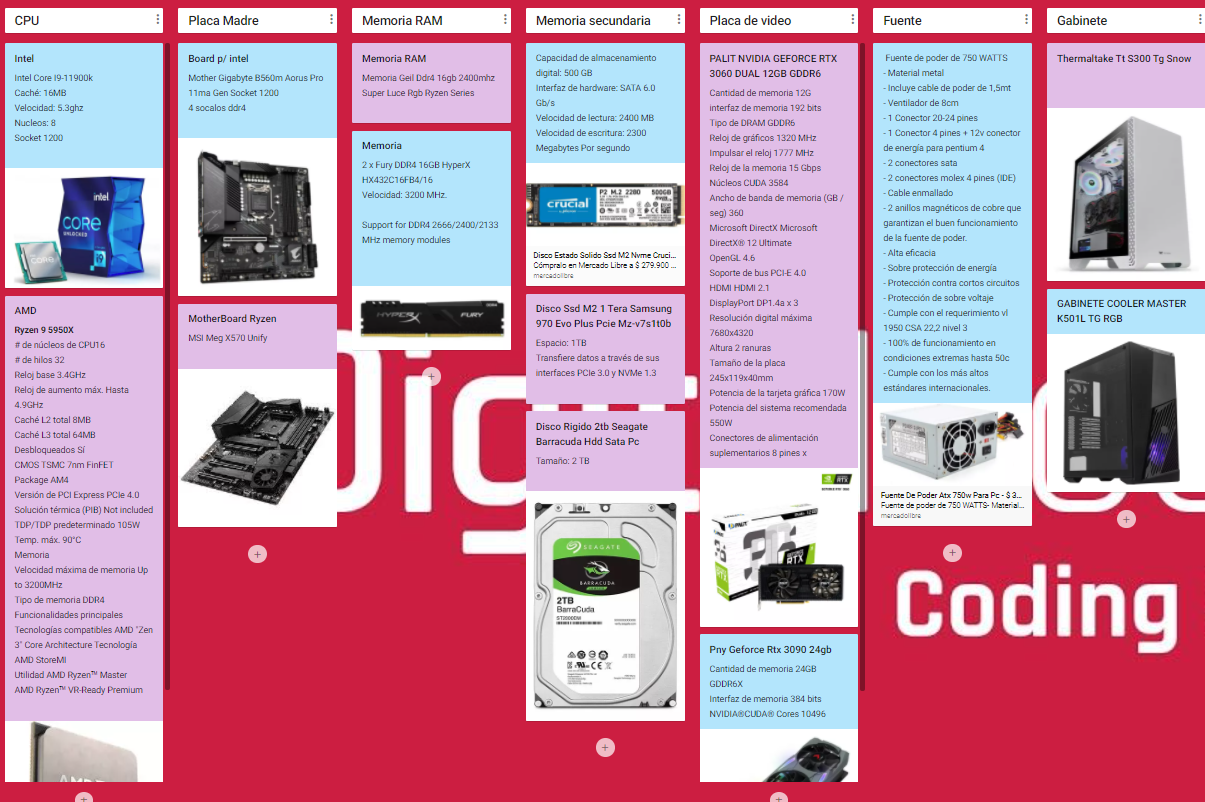 CPU
Intel
Intel Core I9-11900k
Caché: 16MB
Velocidad: 5.3ghz
Nucleos: 8
Socket 1200
intel
CORE
UNLOCKED
i9
AMD
Ryzen 9 5950X
# de núcleos de CPU16
# de hilos 32
Reloj base 3.4GHz
Reloj de aumento máx. Hasta
4.9GHz
Caché L2 total 8MB
Caché L3 total 64MB
Desbloqueados Sí
CMOS TSMC 7nm FinFET
Package AM4
Versión de PCI Express PCIe 4.0
Solución térmica (PIB) Not included
TDP/TDP predeterminado 105W
Temp. máx. 90°C
Memoria
Velocidad máxima de memoria Up
to 3200MHz
Tipo de memoria DDR4
Funcionalidades principales
Tecnologías compatibles AMD "Zen
3" Core Architecture Tecnología
AMD StoreMI
Utilidad AMD Ryzen™ Master
AMD Ryzen™ VR-Ready Premium
Placa Madre
Board p/ intel
Mother Gigabyte B560m Aorus Pro
11ma Gen Socket 1200
4 socalos ddr4
MotherBoard Ryzen
MSI Meg X570 Unify
Memoria RAM
Memoria RAM
Memoria Geil Ddr4 16gb 2400mhz
Super Luce Rgb Ryzen Series
Memoria
2 x Fury DDR4 16GB HyperX
HX432C16FB4/16
Velocidad: 3200 MHz.
Support for DDR4 2666/2400/2133
MHz memory modules
HYPERX FURY
Memoria secundaria
Capacidad de almacenamiento
digital: 500 GB
Interfaz de hardware: SATA 6.0
Gb/s
Velocidad de lectura: 2400 MB
Velocidad de escritura: 2300
Megabytes Por segundo
crucial
P2 M.2 2280 500GB
Disco Estado Solido Ssd M2 Nvme Cruci...
Cómpralo en Mercado Libre a $ 279.900 ...
mercadolibre
Disco Ssd M2 1 Tera Samsung
970 Evo Plus Pcie Mz-v7s1t0b
Espacio: 1TB
Transfiere datos a través de sus
interfaces PCIe 3.0 y NVMe 1.3
Disco Rigido 2tb Seagate
Barracuda Hdd Sata Pc
Tamaño: 2 TB
SEAGATE
BARRACUDA
2TB
BarraCuda
Placa de video
PALIT NVIDIA GEFORCE RTX
3060 DUAL 12GB GDDR6
Cantidad de memoria 12G
interfaz de memoria 192 bits
Tipo de DRAM GDDR6
Reloj de gráficos 1320 MHz
Impulsar el reloj 1777 MHz
Reloj de la memoria 15 Gbps
Núcleos CUDA 3584
Ancho de banda de memoria (GB /
seg) 360
Microsoft DirectX Microsoft
DirectX® 12 Ultimate
OpenGL 4.6
Soporte de bus PCI-E 4.0
HDMI HDMI 2.1
DisplayPort DP1.4a x 3
Resolución digital máxima
7680x4320
Altura 2 ranuras
Tamaño de la placa
245x119x40mm
Potencia de la tarjeta gráfica 170W
Potencia del sistema recomendada
550W
Conectores de alimentación
suplementarios 8 pines x
RTX
GEFORCE
RTX
Pny Geforce Rtx 3090 24gb
Cantidad de memoria 24GB
GDDR6X
Interfaz de memoria 384 bits
NVIDIA®CUDA® Cores 10496
Fuente
Fuente de poder de 750 WATTS
- Material metal
- Incluye cable de poder de 1,5mt
- Ventilador de 8cm
- 1 Conector 20-24 pines
- 1 Conector 4 pines + 12v conector
de energía para pentium 4
- 2 conectores sata
- 2 conectores molex 4 pines (IDE)
- Cable enmallado
- 2 anillos magnéticos de cobre que
garantizan el buen funcionamiento
de la fuente de poder.
- Alta eficacia
- Sobre protección de energía
- Protección contra cortos circuitos
- Protección de sobre voltaje
- Cumple con el requerimiento vl
1950 CSA 22,2 nivel 3
- 100% de funcionamiento en
condiciones extremas hasta 50c
- Cumple con los más altos
estándares internacionales.
Fuente De Poder Atx 750w Para Pc - $ 3...
Fuente de poder de 750 WATTS- Material...
mercadolibre
Gabinete
Thermaltake Tt S300 Tg Snow
GABINETE COOLER MASTER
K501L TG RGB
Coding